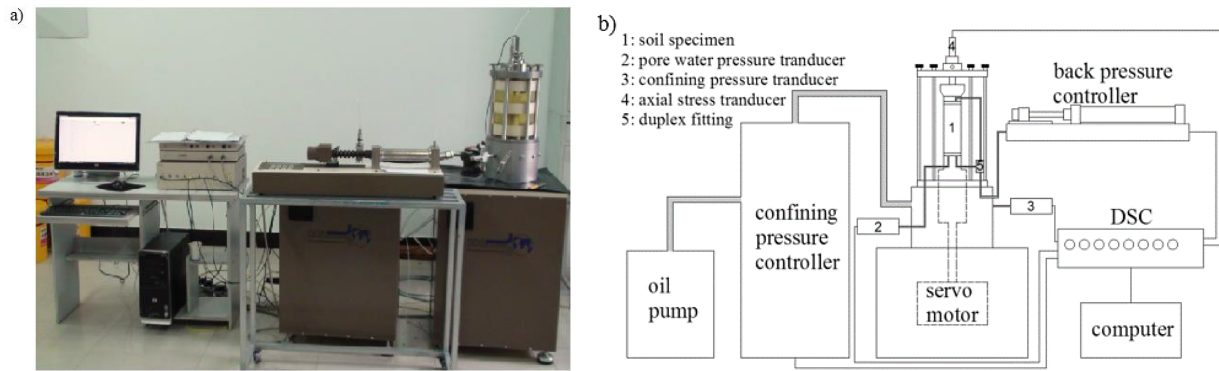 a)
b)
1: soil specimen
2: pore water pressure tranducer
3: confining pressure tranducer
4: axial stress tranducer
5: duplex fitting
4
back pressure
controller
1
5
2
3
DSC
confining
pressure
controller
oil
pump
servo
motor
computer